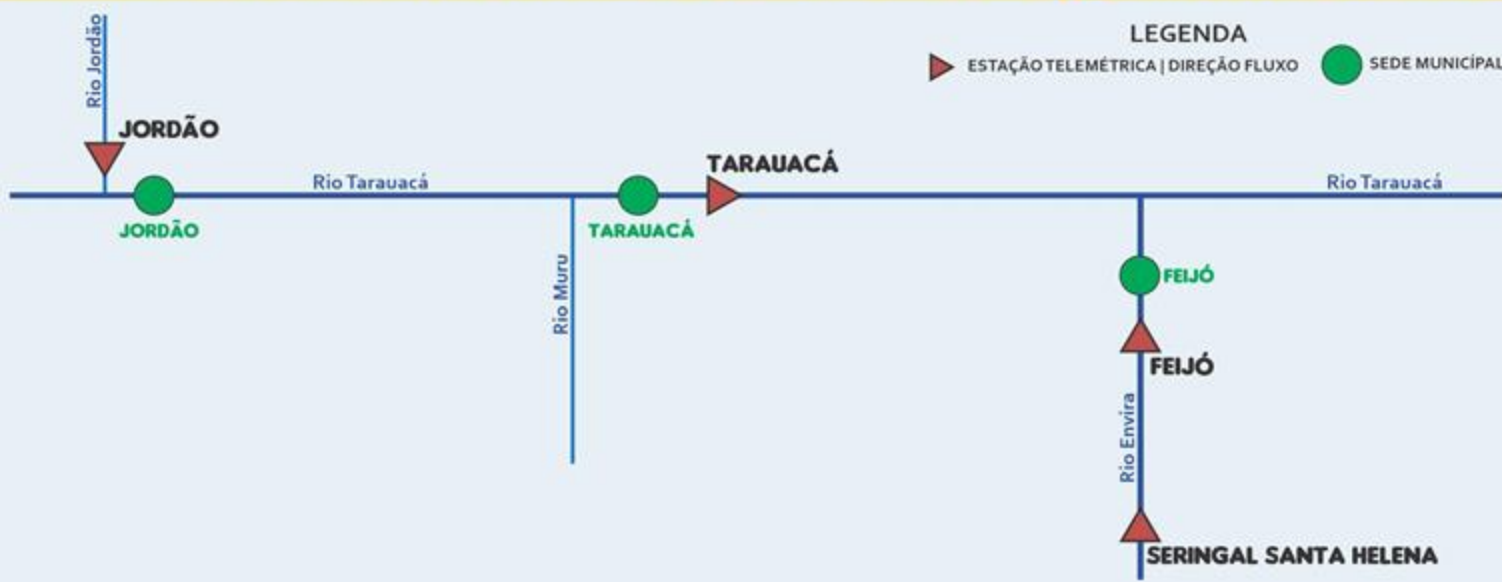 LEGENDA
ESTAÇÃO TELEMÉTRICA | DIREÇÃO FLUXO
SEDE MUNICÍPAL
Rio Jordão
JORDÃO
Rio Tarauacá
JORDÃO
TARAUACÁ
TARAUACÁ
Rio Muru
Rio Tarauacá
FEIJÓ
FEIJÓ
Rio Envira
SERINGAL SANTA HELENA